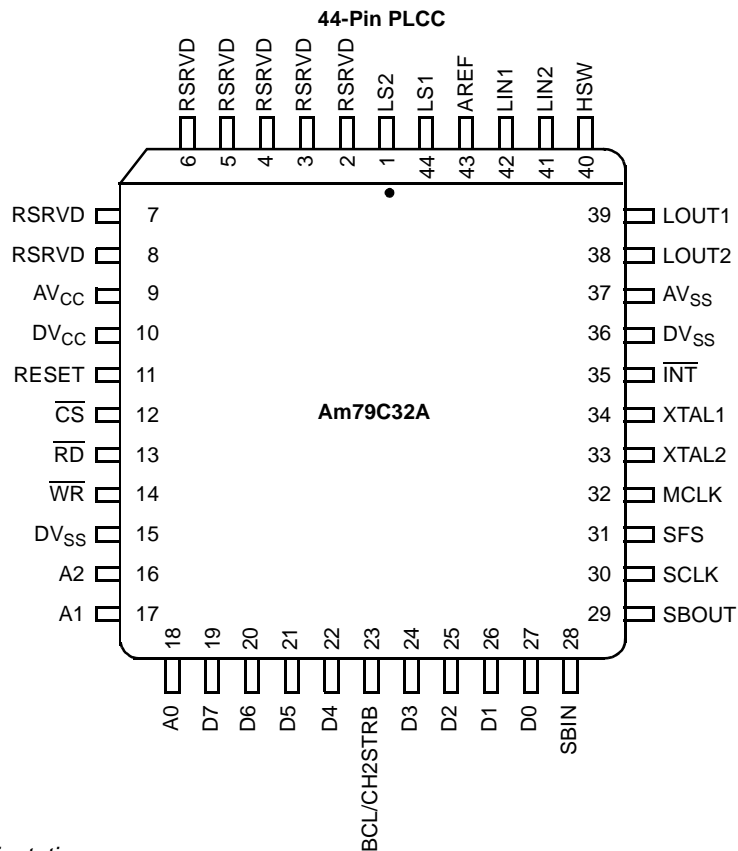 44-Pin PLCC
RSRVD RSRVD RSRVD RSRVD RSRVD LS2 LS1 AREF LIN1 LIN2 HSW
6 5 4 3 2 1 44 43 42 41 40
RSRVD 7 39 LOUT1
RSRVD 8 38 LOUT2
AVCC 9 37 AVSS
DVCC 10 36 DVSS
RESET 11 35 INT
CS 12 Am79C32A 34 XTAL1
RD 13 33 XTAL2
WR 14 32 MCLK
DVSS 15 31 SFS
A2 16 30 SCLK
A1 17 29 SBOUT
18 19 20 21 22 23 24 25 26 27 28
A0 D7 D6 D5 D4 BCL/CH2STRB D3 D2 D1 D0 SBIN